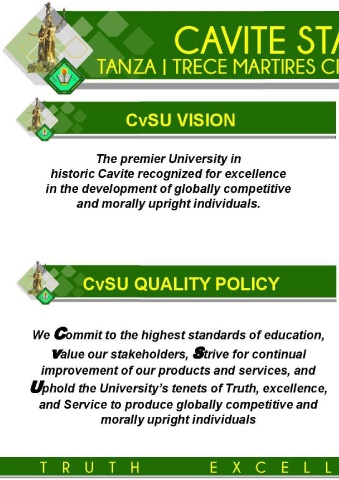 CAVITE STA
TANZA | TRECE MARTIRES CI
CvSU VISION
The premier University in
historic Cavite recognized for excellence
in the development of globally competitive
and morally upright individuals.
CvSU QUALITY POLICY
We Commit to the highest standards of education,
value our stakeholders, Strive for continual
improvement of our products and services, and
Uphold the University's tenets of Truth, excellence,
and Service to produce globally competitive and
morally upright individuals
TRUTH EXCELL